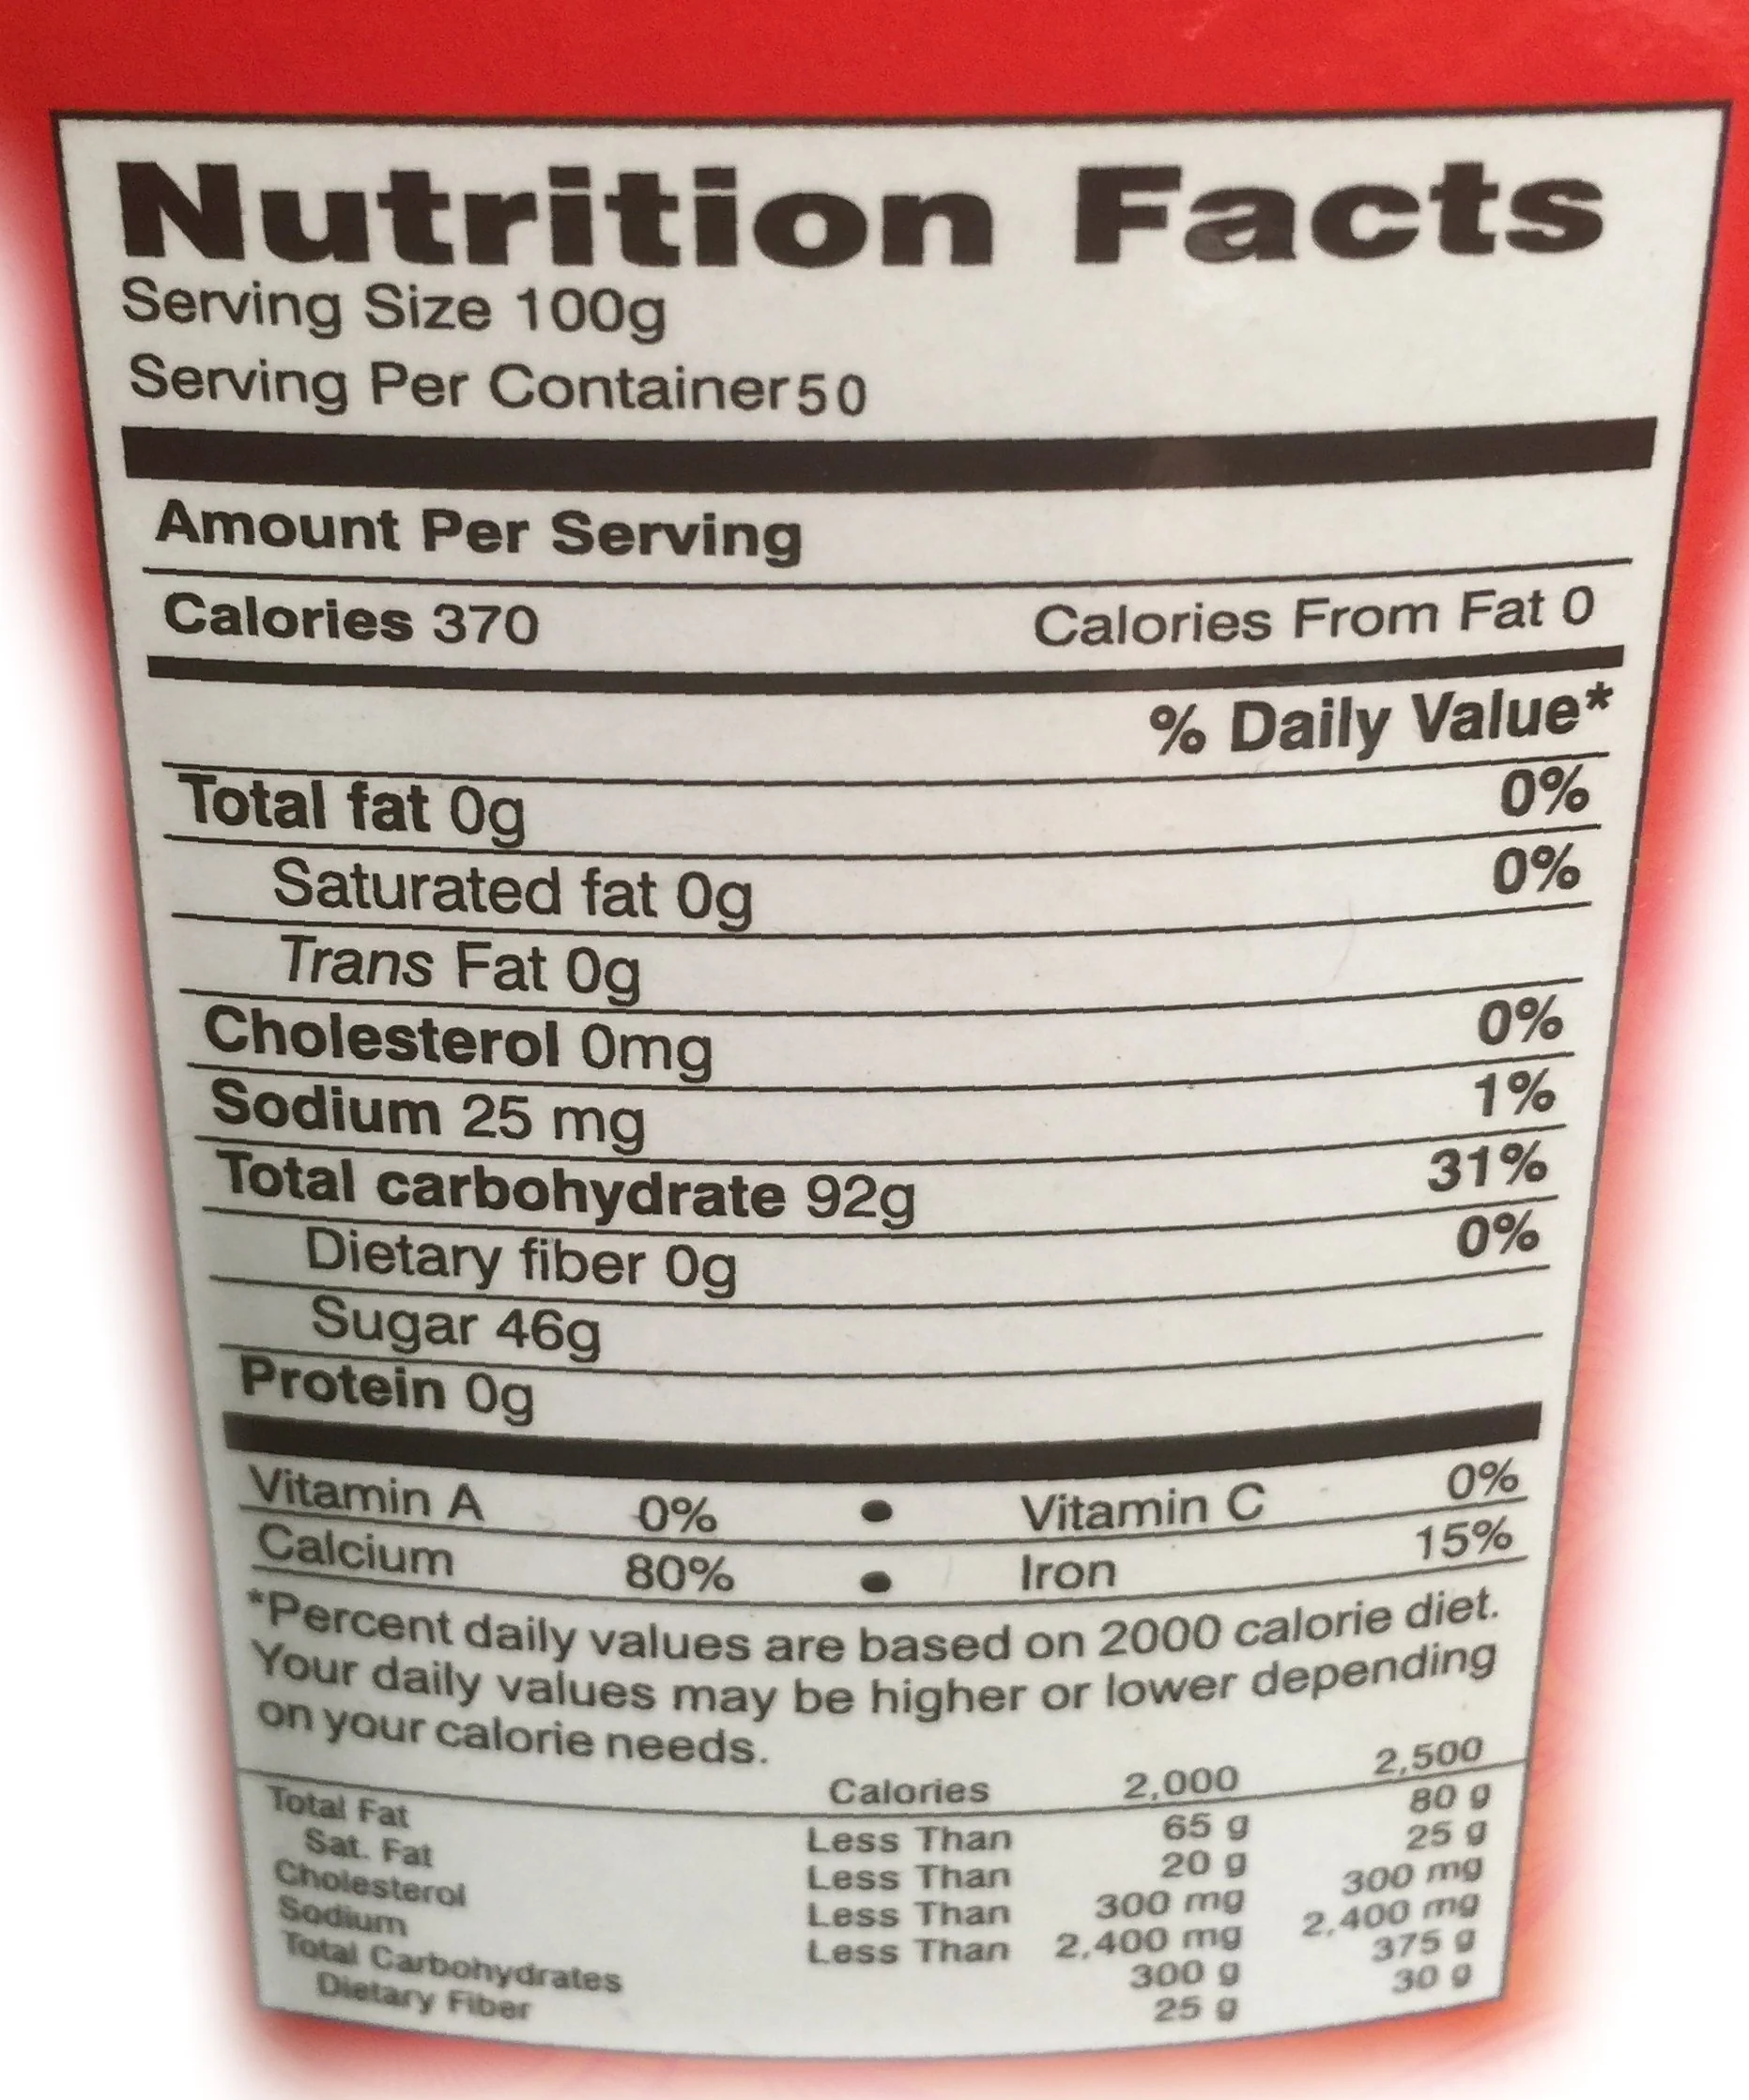 Nutrition Facts
Serving Size 100g
Serving Per Container50
Amount Per Serving
Calories 370 Calories From Fat 0
% Daily Value*
Total fat 0g 0%
Saturated fat 0g 0%
Trans Fat 0g
Cholesterol 0mg 0%
Sodium 25 mg 1%
Total carbohydrate 92g 31%
Dietary fiber 0g 0%
Sugar 46g
Protein 0g
Vitamin A 0% • Vitamin C 0%
Calcium 80% • Iron 15%
*Percent daily values are based on 2000 calorie diet.
Your daily values may be higher or lower depending
on your calorie needs.
Calories 2,000 2,500
Total Fat Less Than 65 g 80 g
Sat. Fat Less Than 20 g 25 g
Cholesterol Less Than 300 mg 300 mg
Sodium Less Than 2,400 mg 2,400 mg
Total Carbohydrates 300 g 375 g
Dietary Fiber 25 g 30 g